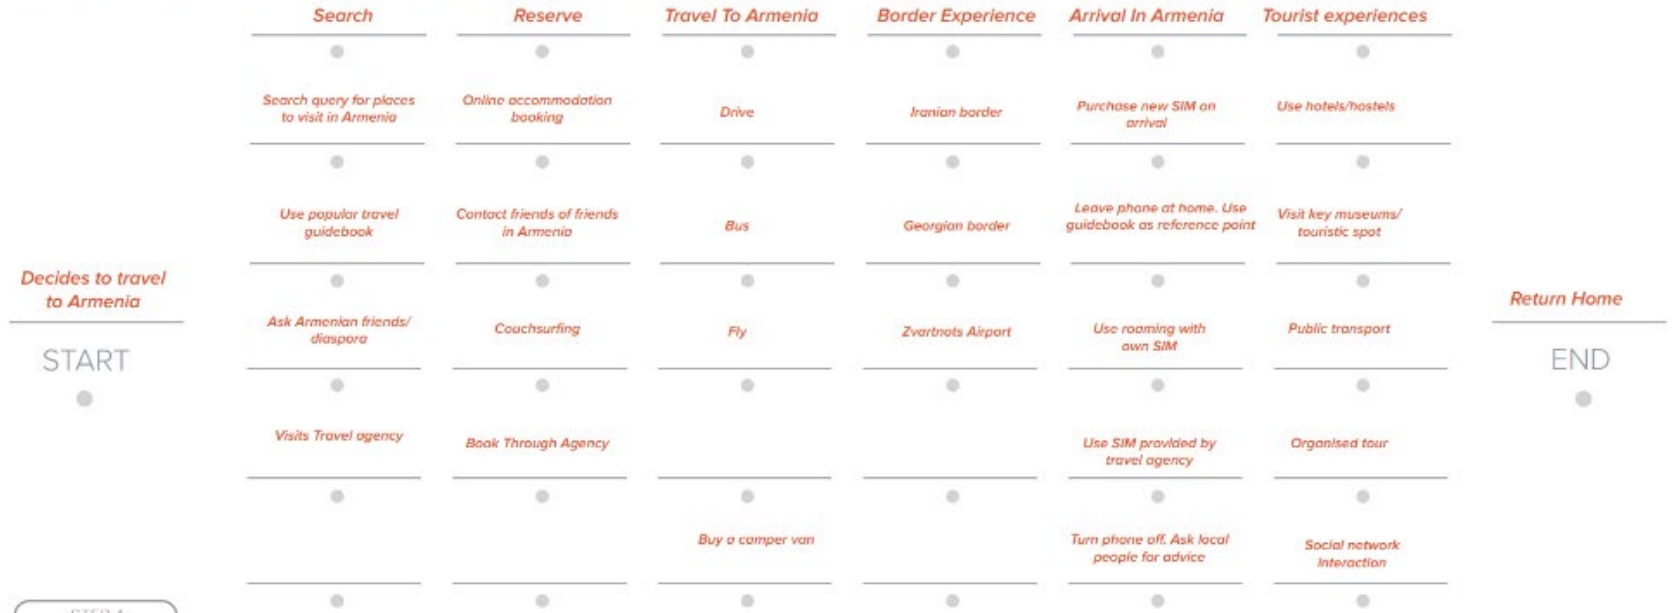 Search
Reserve
Travel To Armenia
Border Experience
Arrival In Armenia
Tourist experiences
Search query for places
to visit in Armenia
Online accommodation
booking
Drive
Iranian border
Purchase new SIM on
arrival
Use hotels/hostels
Use popular travel
guidebook
Contact friends of friends
in Armenia
Bus
Georgian border
Leave phone at home. Use
guidebook as reference point
Visit key museums/
touristic spot
Decides to travel
to Armenia
START
Ask Armenian friends/
diaspora
Couchsurfing
Fly
Zvartnots Airport
Use roaming with
own SIM
Public transport
Return Home
END
Visits Travel agency
Book Through Agency
Use SIM provided by
travel agency
Organised tour
Buy a camper van
Turn phone off. Ask local
people for advice
Social network
Interaction